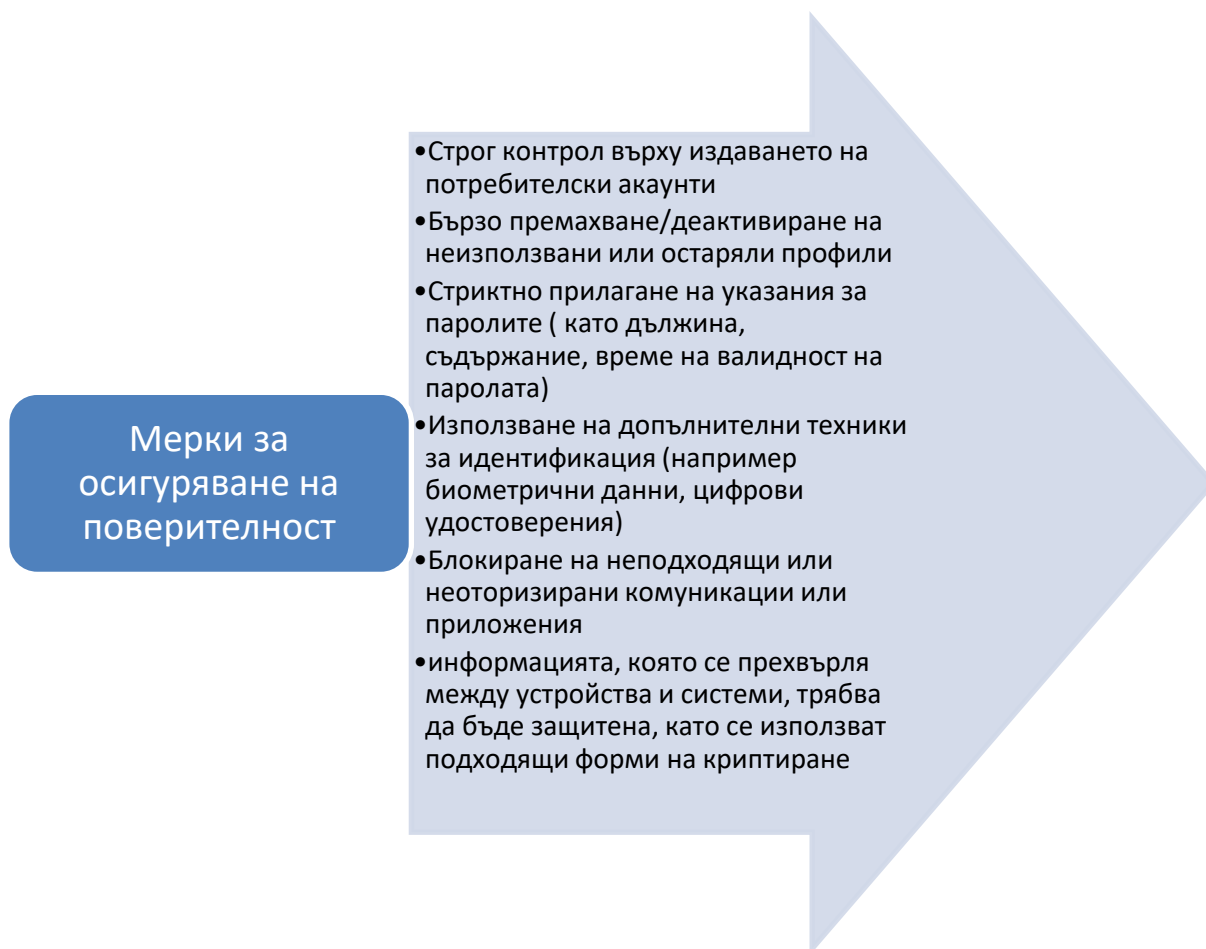 Мерки за
осигуряване на
поверителност
•Строг контрол върху издаването на
потребителски акаунти
•Бързо премахване/деактивиране на
неизползвани или остаряли профили
•Стриктно прилагане на указания за
паролите ( като дължина,
съдържание, време на валидност на
паролата)
•Използване на допълнителни техники
за идентификация (например
биометрични данни, цифрови
удостоверения)
•Блокиране на неподходящи или
неоторизирани комуникации или
приложения
•информацията, която се прехвърля
между устройства и системи, трябва
да бъде защитена, като се използват
подходящи форми на криптиране